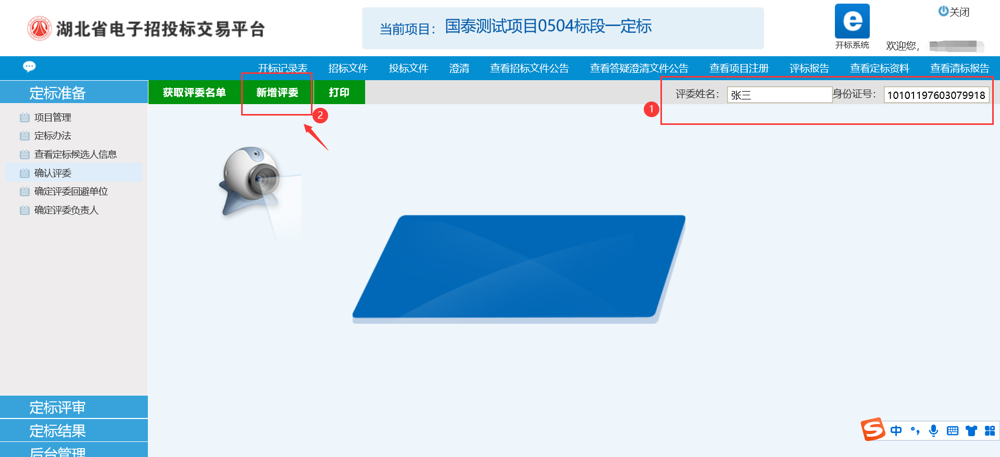 湖北省电子招投标交易平台
当前项目： 国泰测试项目0504标段一定标
开标系统
关闭
欢迎您，
开标记录表 招标文件 投标文件 澄清 查看招标文件公告 查看答疑澄清文件公告 查看项目注册 评标报告 查看定标资料 查看清标报告
定标准备
获取评委名单 新增评委 打印
评委姓名： 张三 身份证号： 10101197603079918
1
2
项目管理
定标办法
查看定标候选人信息
确认评委
确定评委回避单位
确定评委负责人
定标评审
定标结果
后台管理
S 中